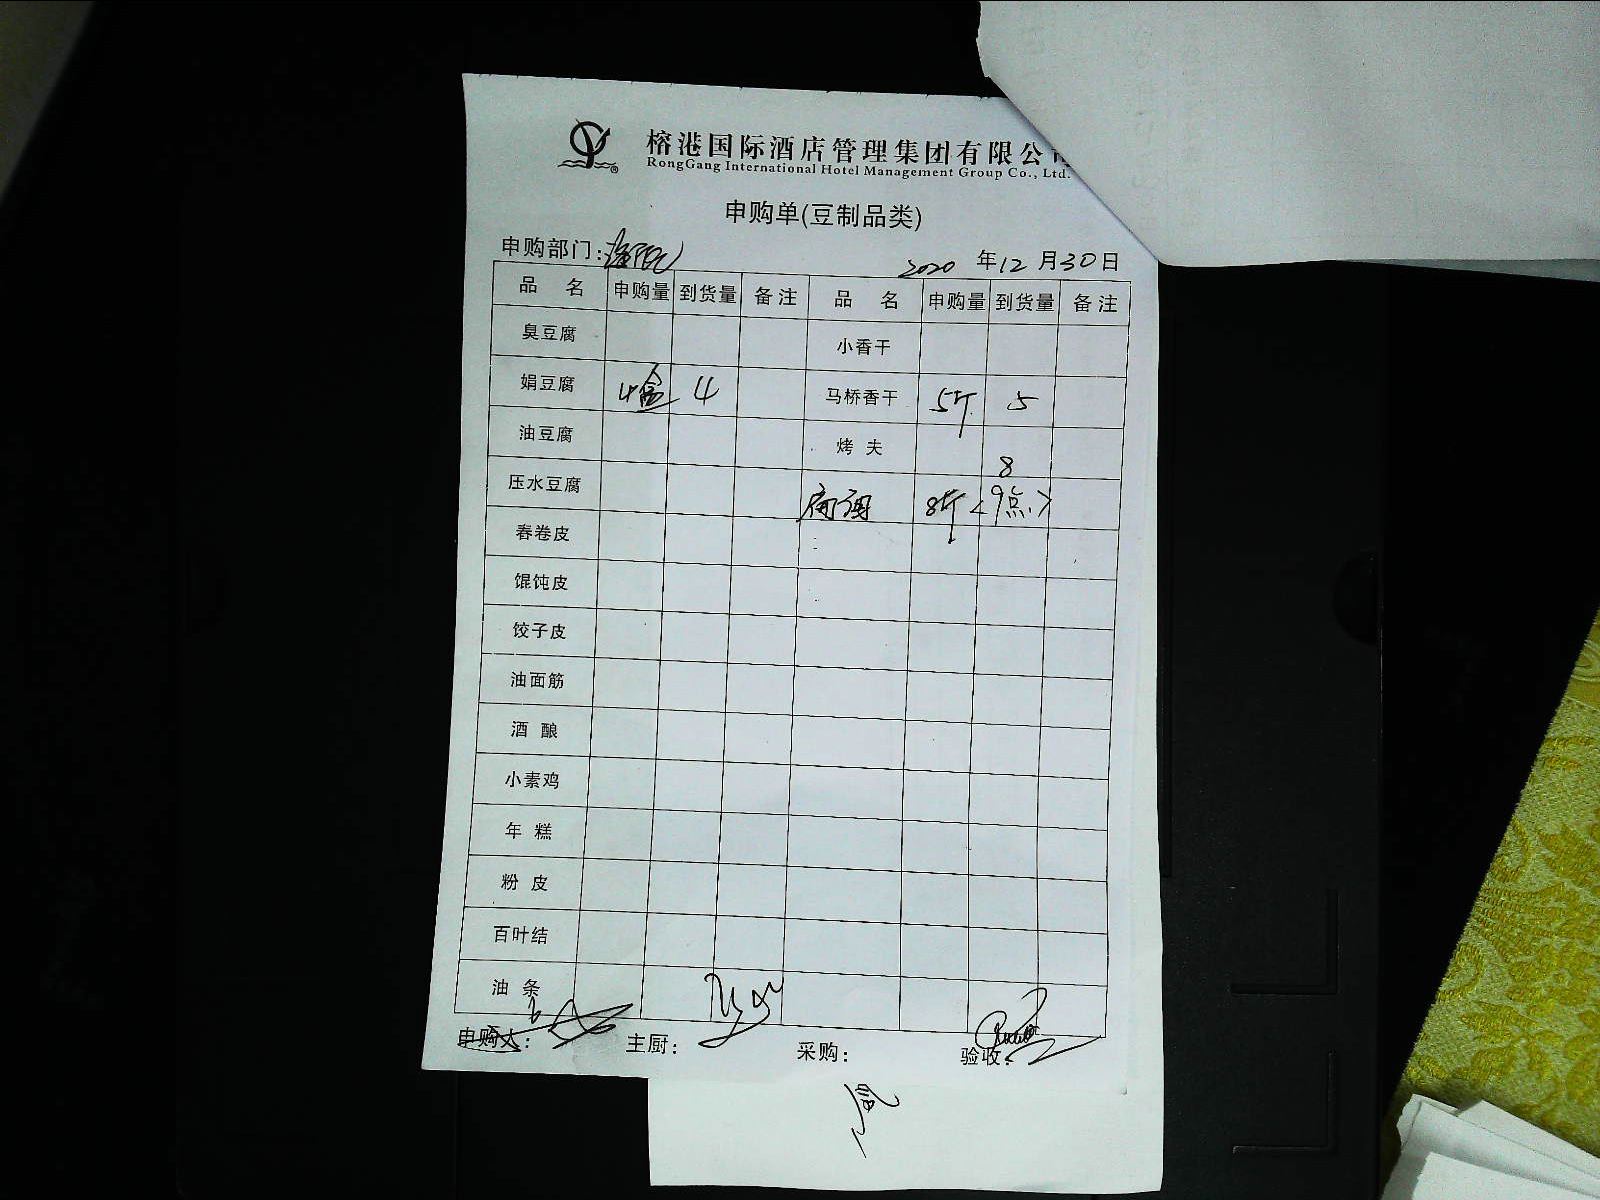 榕港国际酒店管理集团有限公司
RongGang International Hotel Management Group Co., Ltd.
申购单(豆制品类)
申购部门: 2020 年12 月30日
品 名 申购量 到货量 备注 品 名 申购量 到货量 备注
臭豆腐 小香干
娟豆腐 4盒 4 马桥香干 5斤 5
油豆腐 烤 夫 8
压水豆腐 8斤 <9点>
春卷皮
馄饨皮
饺子皮
油面筋
酒 酿
小素鸡
年 糕
粉 皮
百叶结
油 条
申购人: 主厨: 采购: 验收: